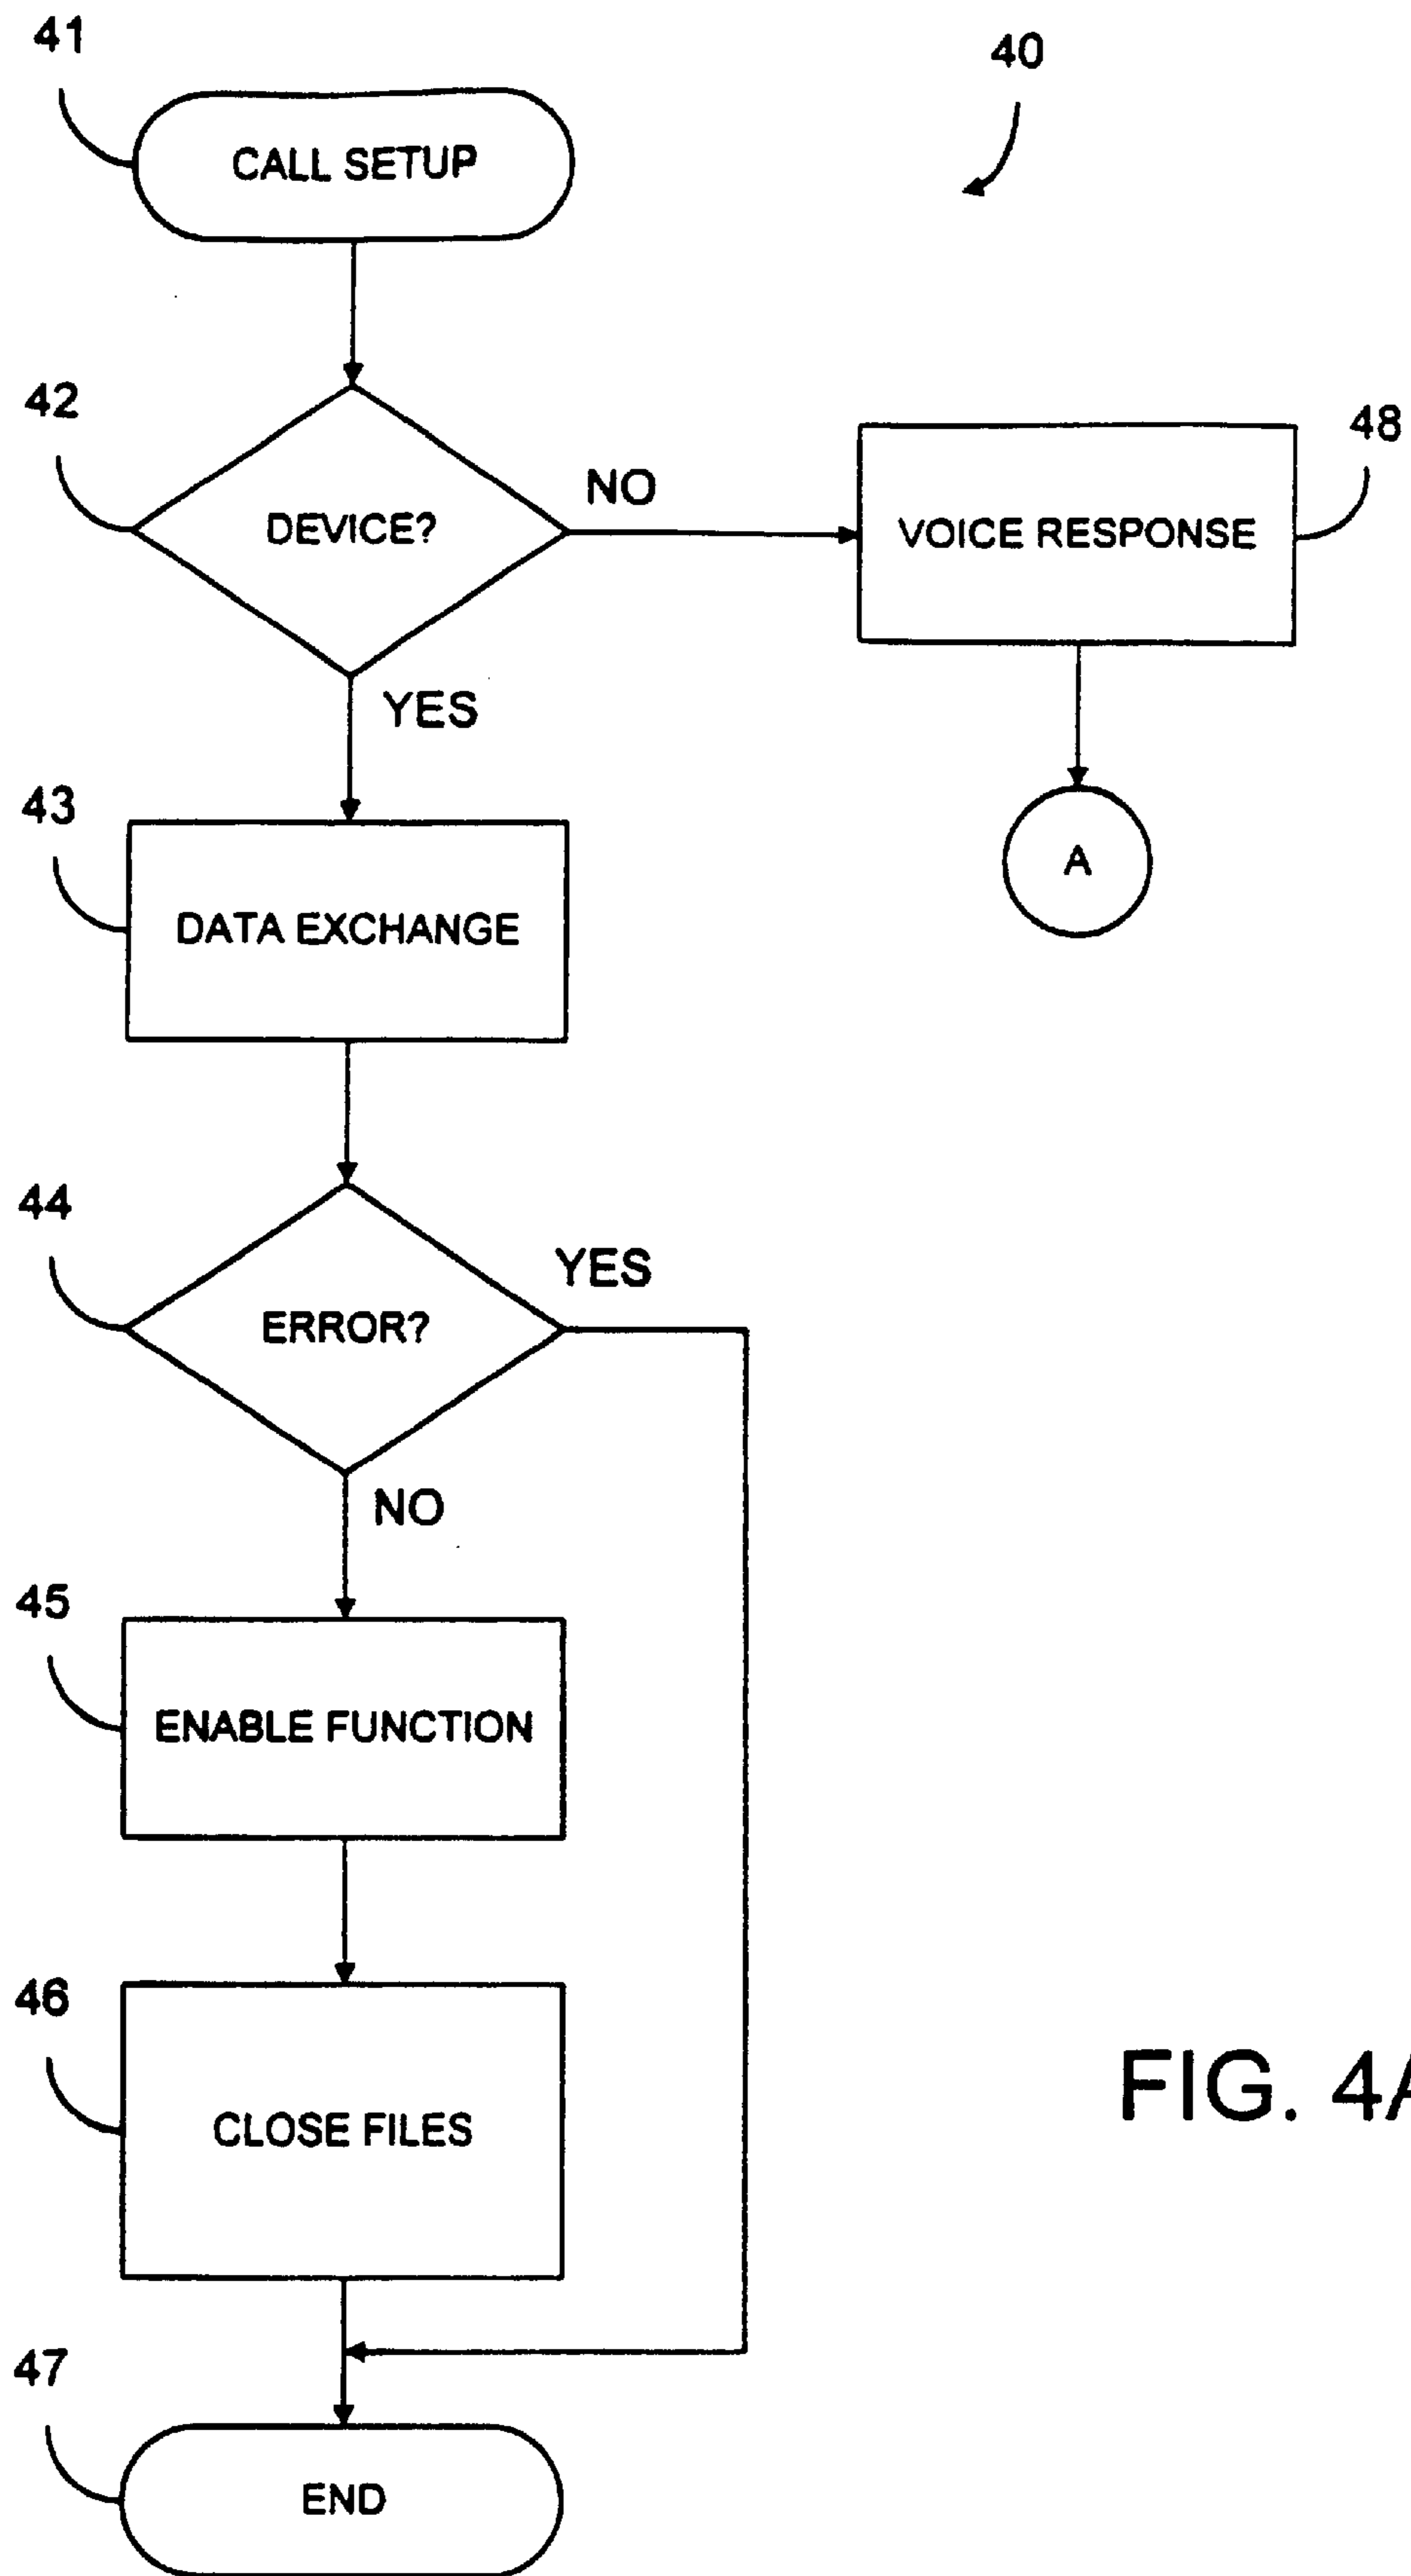 41
40
CALL SETUP
42
DEVICE?
NO
VOICE RESPONSE
48
YES
A
43
DATA EXCHANGE
44
ERROR?
YES
NO
45
ENABLE FUNCTION
46
CLOSE FILES
FIG. 4A
47
END